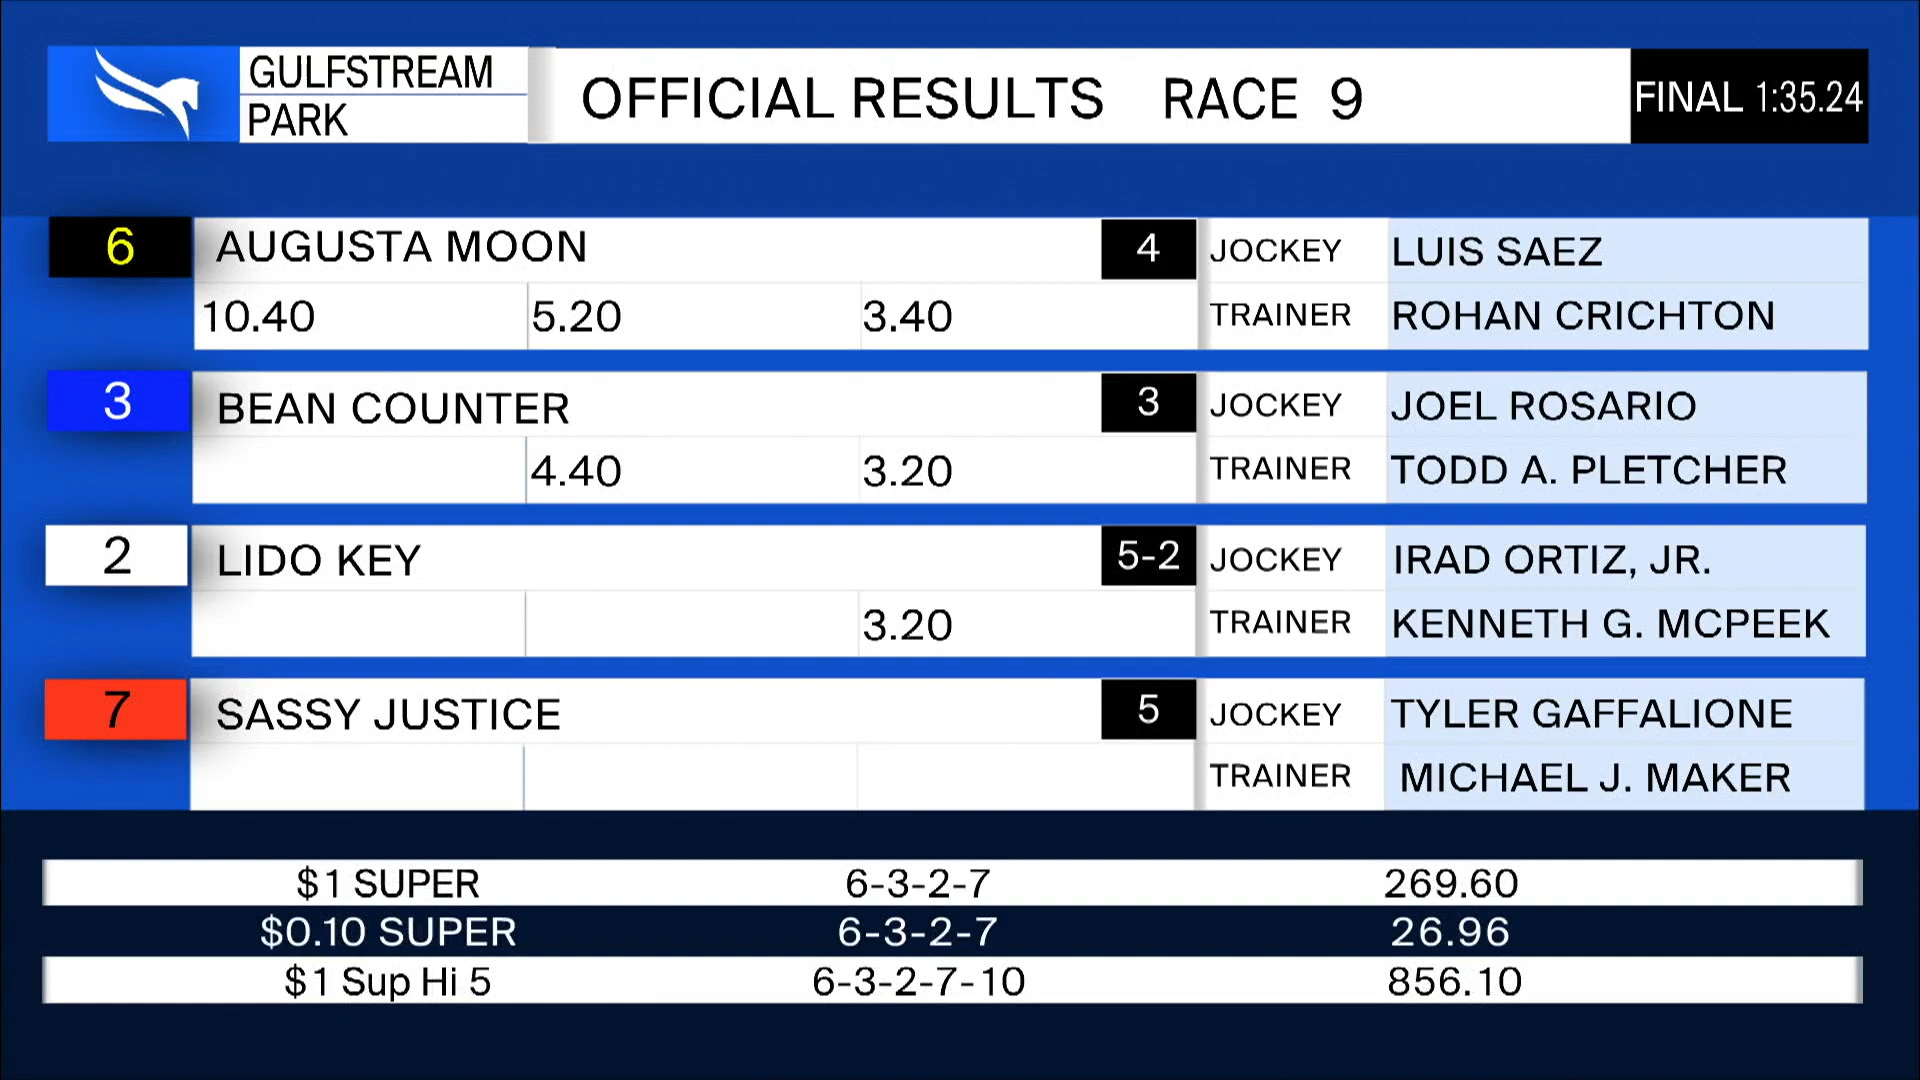 GULFSTREAM
PARK
OFFICIAL RESULTS RACE 9
FINAL 1:35.24
6 AUGUSTA MOON 4 JOCKEY LUIS SAEZ
10.40 5.20 3.40 TRAINER ROHAN CRICHTON
3 BEAN COUNTER 3 JOCKEY JOEL ROSARIO
4.40 3.20 TRAINER TODD A. PLETCHER
2 LIDO KEY 5-2 JOCKEY IRAD ORTIZ, JR.
3.20 TRAINER KENNETH G. MCPEEK
7 SASSY JUSTICE 5 JOCKEY TYLER GAFFALIONE
TRAINER MICHAEL J. MAKER
$1 SUPER 6-3-2-7 269.60
$0.10 SUPER 6-3-2-7 26.96
$1 Sup Hi 5 6-3-2-7-10 856.10